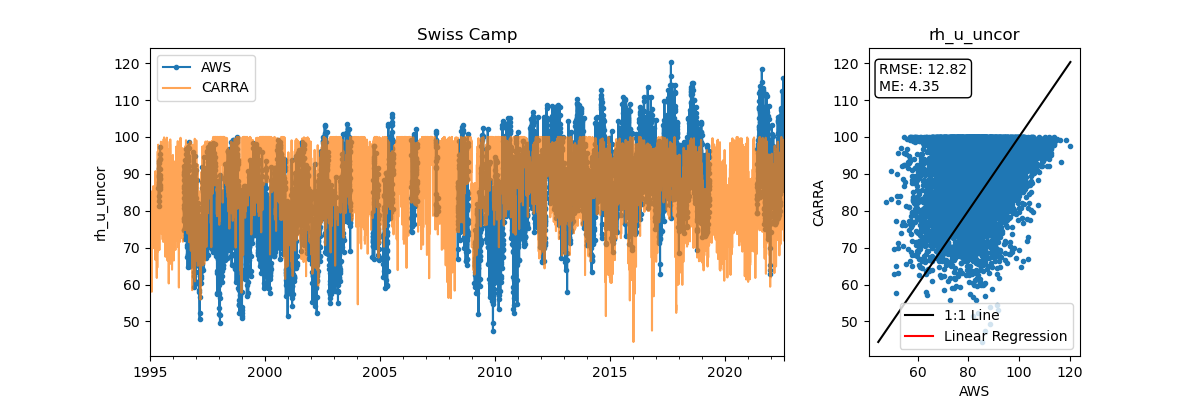 Swiss Camp
rh_u_uncor
120
110
100
90
80
70
60
50
rh_u_uncor
AWS
CARRA
1995
2000
2005
2010
2015
2020
rh_u_uncor
120
110
100
90
80
70
60
50
CARRA
RMSE: 12.82
ME: 4.35
1:1 Line
Linear Regression
60
80
100
120
AWS